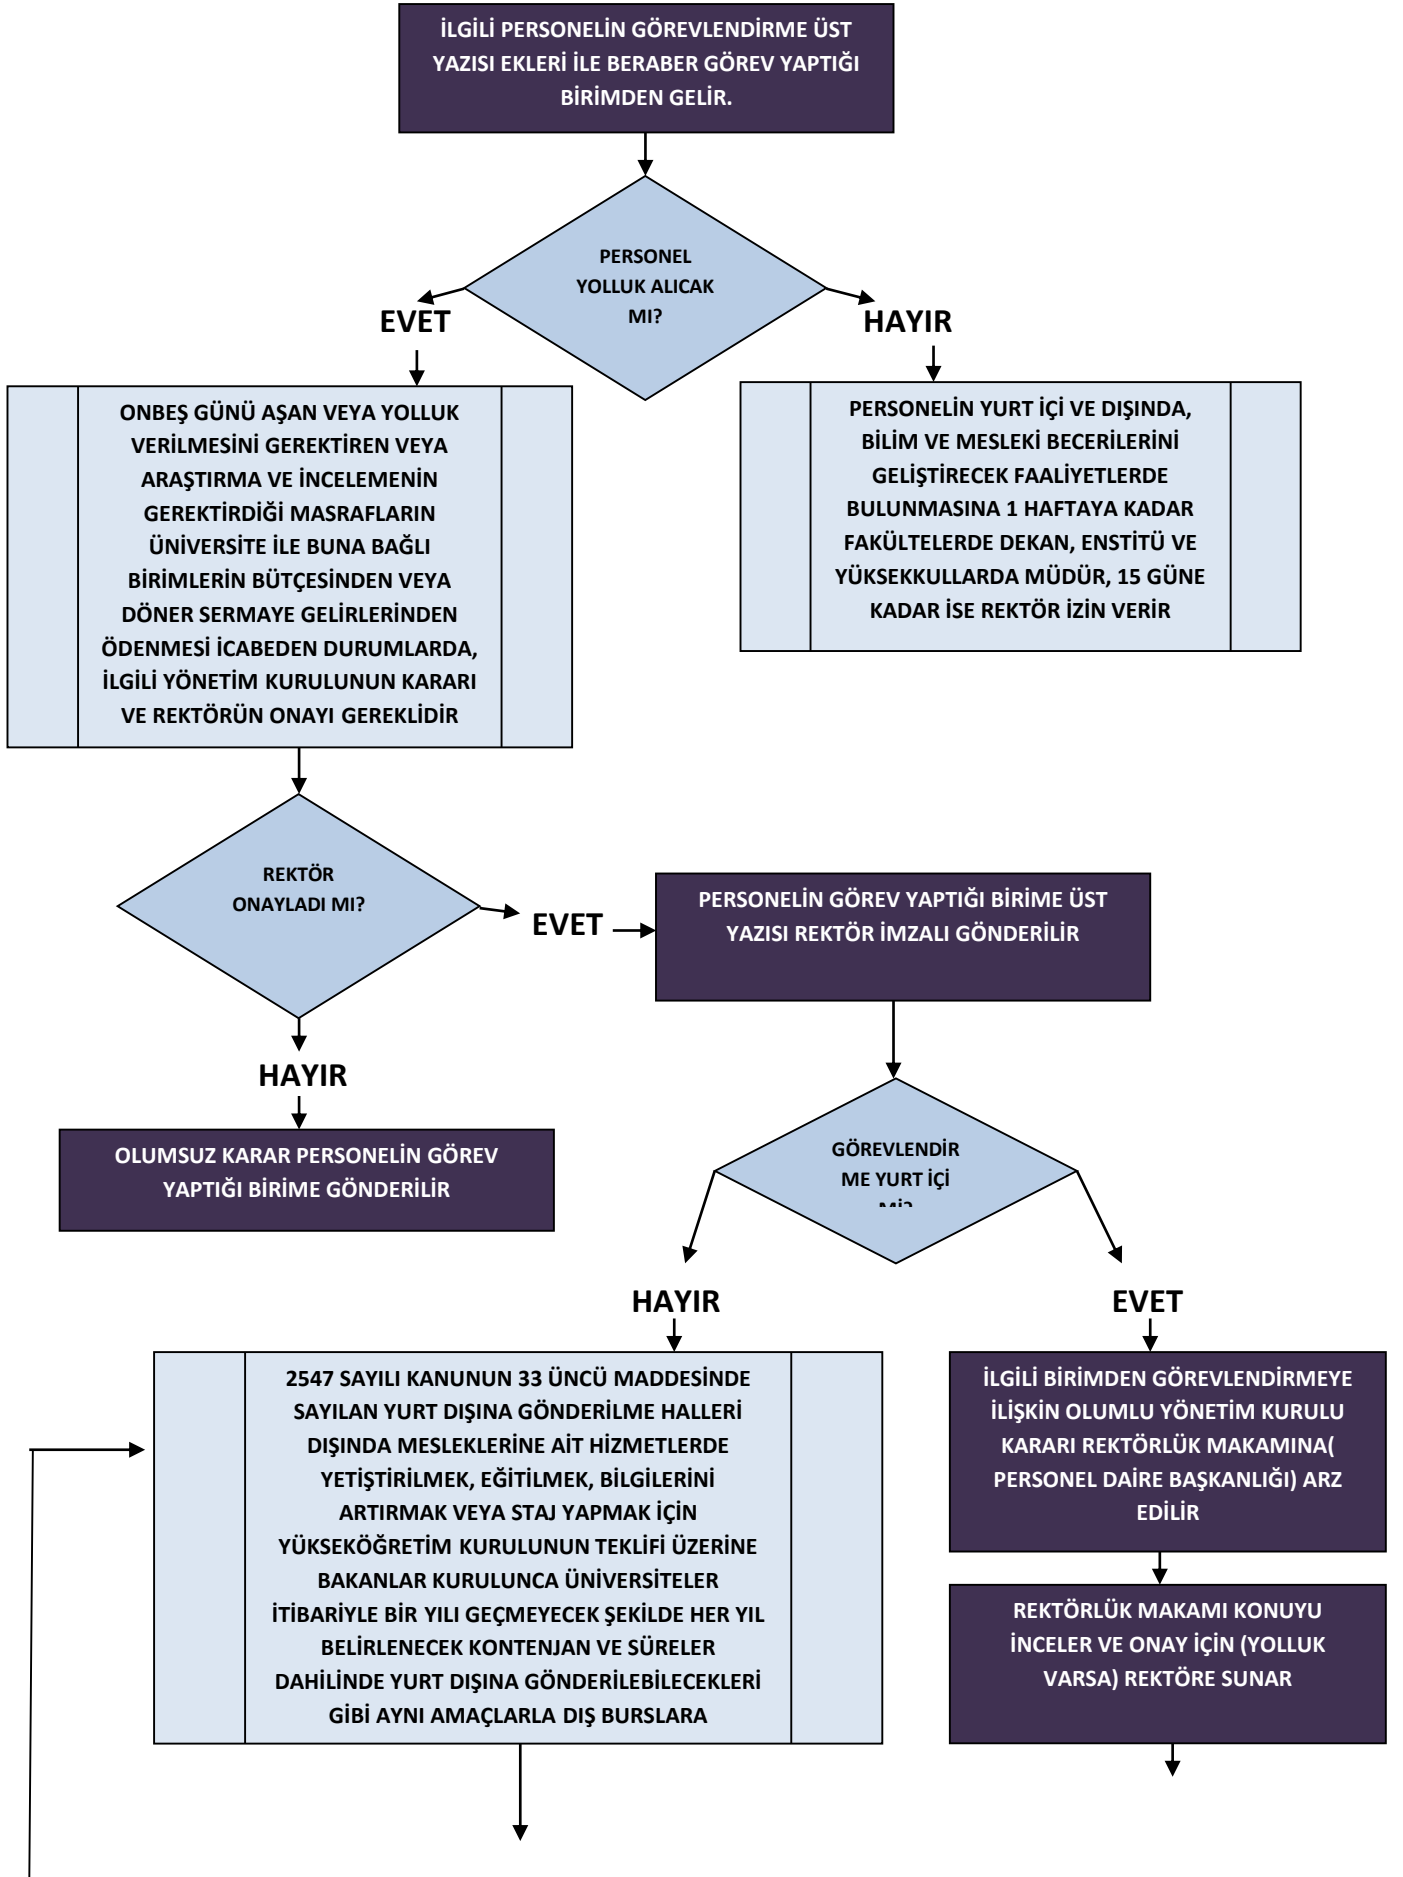 İLGİLİ PERSONELİN GÖREVLENDİRME ÜST
YAZISI EKLERİ İLE BERABER GÖREV YAPTIĞI
BİRİMDEN GELİR.
PERSONEL
YOLLUK ALICAK
MI?
EVET
HAYIR
ONBEŞ GÜNÜ AŞAN VEYA YOLLUK
VERİLMESİNİ GEREKTİREN VEYA
ARAŞTIRMA VE İNCELEMENİN
GEREKTİRDİĞİ MASRAFLARIN
ÜNİVERSİTE İLE BUNA BAĞLI
BİRİMLERİN BÜTÇESİNDEN VEYA
DÖNER SERMAYE GELİRLERİNDEN
ÖDENMESİ İCABEDEN DURUMLARDA,
İLGİLİ YÖNETİM KURULUNUN KARARI
VE REKTÖRÜN ONAYI GEREKLİDİR
PERSONELİN YURT İÇİ VE DIŞINDA,
BİLİM VE MESLEKİ BECERİLERİNİ
GELİŞTİRECEK FAALİYETLERDE
BULUNMASINA 1 HAFTAYA KADAR
FAKÜLTELERDE DEKAN, ENSTİTÜ VE
YÜKSEKKULLARDA MÜDÜR, 15 GÜNE
KADAR İSE REKTÖR İZİN VERİR
REKTÖR
ONAYLADI MI?
EVET
PERSONELİN GÖREV YAPTIĞI BİRİME ÜST
YAZISI REKTÖR İMZALI GÖNDERİLİR
HAYIR
OLUMSUZ KARAR PERSONELİN GÖREV
YAPTIĞI BİRİME GÖNDERİLİR
GÖREVLENDİR
ME YURT İÇİ
Mİ?
HAYIR
EVET
2547 SAYILI KANUNUN 33 ÜNCÜ MADDESİNDE
SAYILAN YURT DIŞINA GÖNDERİLME HALLERİ
DIŞINDA MESLEKLERİNE AİT HİZMETLERDE
YETİŞTİRİLMEK, EĞİTİLMEK, BİLGİLERİNİ
ARTIRMAK VEYA STAJ YAPMAK İÇİN
YÜKSEKÖĞRETİM KURULUNUN TEKLİFİ ÜZERİNE
BAKANLAR KURULUNCA ÜNİVERSİTELER
İTİBARİYLE BİR YILI GEÇMEYECEK ŞEKİLDE HER YIL
BELİRLENECEK KONTENJAN VE SÜRELER
DAHİLİNDE YURT DIŞINA GÖNDERİLEBİLECEKLERİ
GİBİ AYNI AMAÇLARLA DIŞ BURSLARA
İLGİLİ BİRİMDEN GÖREVLENDİRMEYE
İLİŞKİN OLUMLU YÖNETİM KURULU
KARARI REKTÖRLÜK MAKAMINA(
PERSONEL DAİRE BAŞKANLIĞI) ARZ
EDİLİR
REKTÖRLÜK MAKAMI KONUYU
İNCELER VE ONAY İÇİN (YOLLUK
VARSA) REKTÖRE SUNAR